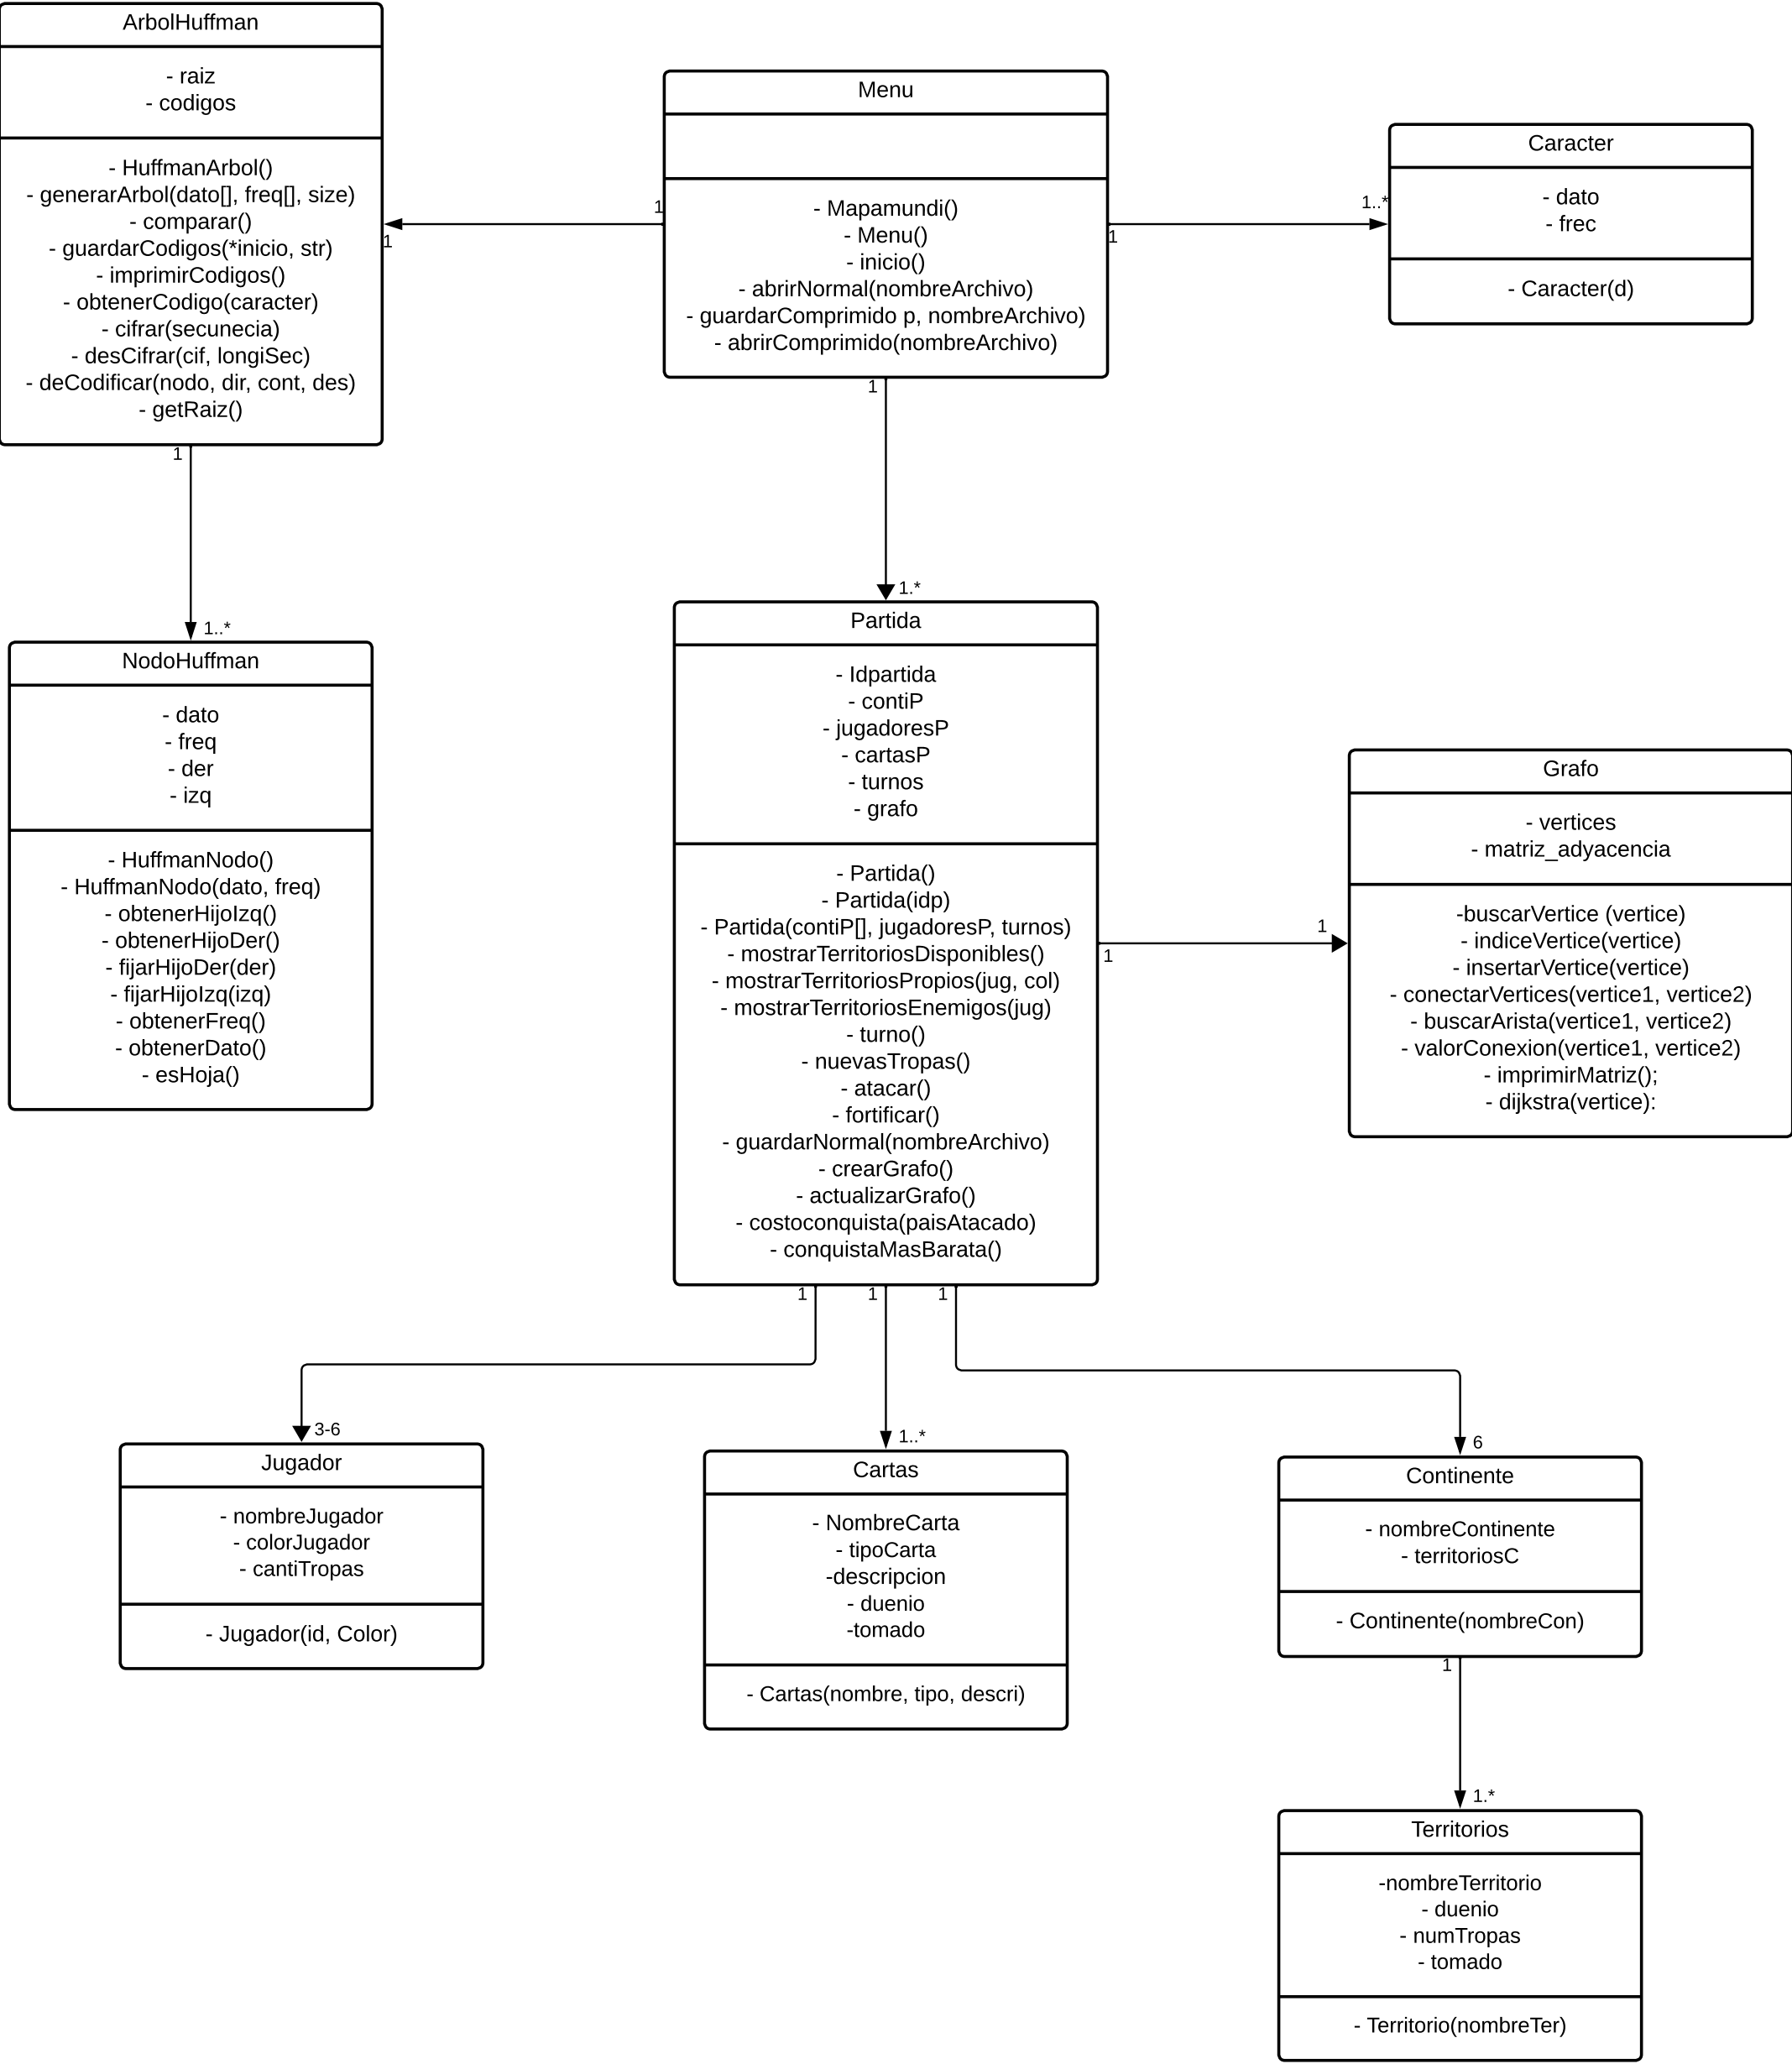 ArbolHuffman
- raiz
- codigos
- HuffmanArbol()
- generarArbol(dato[], freq[], size)
- comparar()
- guardarCodigos(*inicio, str)
- imprimirCodigos()
- obtenerCodigo(caracter)
- cifrar(secunecia)
- desCifrar(cif, longiSec)
- deCodificar(nodo, dir, cont, des)
- getRaiz()
Menu
- Mapamundi()
- Menu()
- inicio()
- abrirNormal(nombreArchivo)
- guardarComprimido p, nombreArchivo)
- abrirComprimido(nombreArchivo)
Caracter
- dato
- frec
- Caracter(d)
1
1
1
1..*
1
1..*
1
1.*
NodoHuffman
- dato
- freq
- der
- izq
- HuffmanNodo()
- HuffmanNodo(dato, freq)
- obtenerHijoIzq()
- obtenerHijoDer()
- fijarHijoDer(der)
- fijarHijoIzq(izq)
- obtenerFreq()
- obtenerDato()
- esHoja()
Partida
- Idpartida
- contiP
- jugadoresP
- cartasP
- turnos
- grafo
- Partida()
- Partida(idp)
- Partida(contiP[], jugadoresP, turnos)
- mostrarTerritoriosDisponibles()
- mostrarTerritoriosPropios(jug, col)
- mostrarTerritoriosEnemigos(jug)
- turno()
- nuevasTropas()
- atacar()
- fortificar()
- guardarNormal(nombreArchivo)
- crearGrafo()
- actualizarGrafo()
- costoconquista(paisAtacado)
- conquistaMasBarata()
1
1
Grafo
- vertices
- matriz_adyacencia
-buscarVertice (vertice)
- indiceVertice(vertice)
- insertarVertice(vertice)
- conectarVertices(vertice1, vertice2)
- buscarArista(vertice1, vertice2)
- valorConexion(vertice1, vertice2)
- imprimirMatriz();
- dijkstra(vertice):
1
1
1
3-6
1..*
6
Jugador
- nombreJugador
- colorJugador
- cantiTropas
- Jugador(id, Color)
Cartas
- NombreCarta
- tipoCarta
-descripcion
- duenio
-tomado
- Cartas(nombre, tipo, descri)
Continente
- nombreContinente
- territoriosC
- Continente(nombreCon)
1
1.*
Territorios
-nombreTerritorio
- duenio
- numTropas
- tomado
- Territorio(nombreTer)